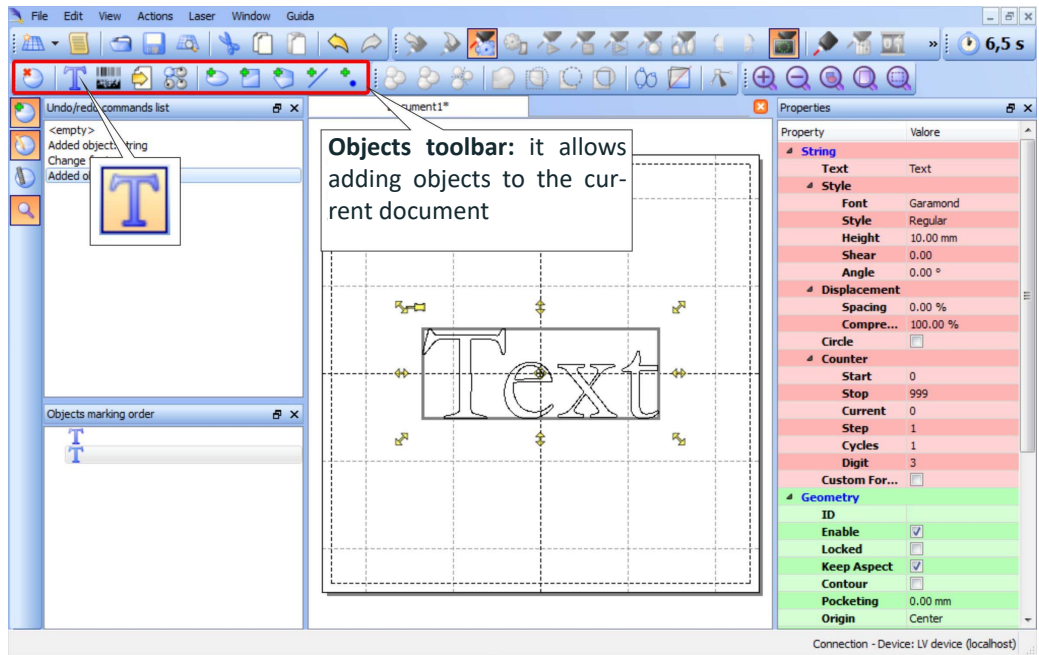 File Edit View Actions Laser Window Guida
» 6,5 s
Undo/redo commands list
<empty>
Added object: string
Change
Added
Objects marking order
T
T
T
ument1*
Objects toolbar: it allows
adding objects to the cur-
rent document
Text
Properties
Property Valore
String
Text Text
Style
Font Garamond
Style Regular
Height 10.00 mm
Shear 0.00
Angle 0.00 °
Displacement
Spacing 0.00 %
Compre... 100.00 %
Circle
Counter
Start 0
Stop 999
Current 0
Step 1
Cycles 1
Digit 3
Custom For...
Geometry
ID
Enable
Locked
Keep Aspect
Contour
Pocketing 0.00 mm
Origin Center
Connection - Device: LV device (localhost)